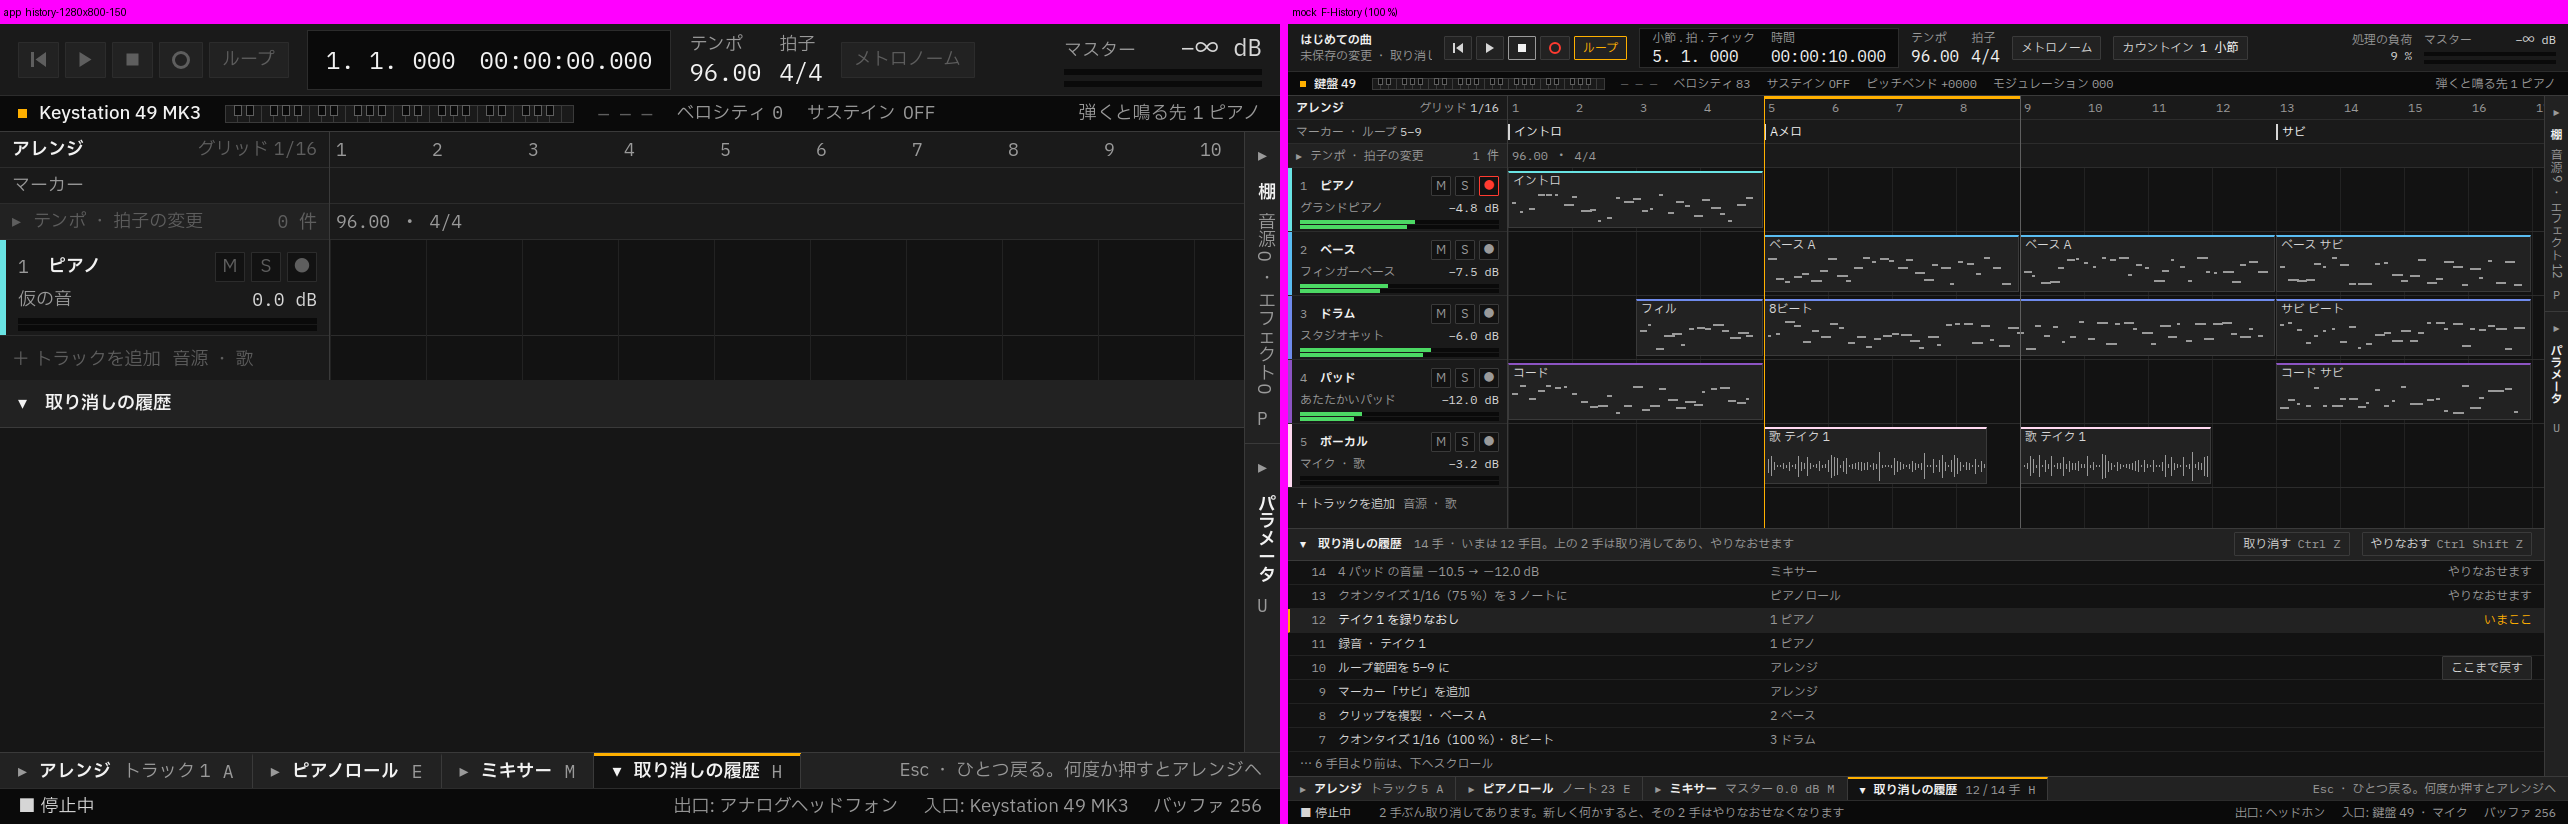 app history-1280x800-150
ループ
1. 1. 000 00:00:00.000
テンポ 拍子
96.00 4/4
メトロノーム
マスター −∞ dB
Keystation 49 MK3
− − −
ベロシティ 0 サステイン OFF
弾くと鳴る先 1 ピアノ
アレンジ グリッド 1/16
1 2 3 4 5 6 7 8 9 10
マーカー
▸ テンポ · 拍子の変更 0 件
96.00 · 4/4
1 ピアノ M S
仮の音 0.0 dB
＋ トラックを追加 音源 · 歌
▾ 取り消しの履歴
▸ 棚 音源 0 · エフェクト 0 P
▸ パラメータ U
▸ アレンジ トラック 1 A
▸ ピアノロール E
▸ ミキサー M
▾ 取り消しの履歴 H
Esc · ひとつ戻る。何度か押すとアレンジへ
■ 停止中
出口: アナログヘッドフォン 入口: Keystation 49 MK3 バッファ 256
mock F-History (100 %)
はじめての曲
未保存の変更 · 取り消し
ループ
小節 . 拍 . ティック 時間
5. 1. 000 00:00:10.000
テンポ 拍子
96.00 4/4
メトロノーム
カウントイン 1 小節
処理の負荷
9 %
マスター −∞ dB
鍵盤 49
− − −
ベロシティ 83 サステイン OFF ピッチベンド +0000 モジュレーション 000
弾くと鳴る先 1 ピアノ
アレンジ グリッド 1/16
1 2 3 4 5 6 7 8 9 10 11 12 13 14 15 16 1
マーカー · ループ 5−9
イントロ Aメロ サビ
▸ テンポ · 拍子の変更 1 件
96.00 · 4/4
1 ピアノ M S
グランドピアノ −4.8 dB
イントロ
2 ベース M S
フィンガーベース −7.5 dB
ベース A ベース A ベース サビ
3 ドラム M S
スタジオキット −6.0 dB
フィル 8ビート サビ ビート
4 パッド M S
あたたかいパッド −12.0 dB
コード コード サビ
5 ボーカル M S
マイク · 歌 −3.2 dB
歌 テイク 1 歌 テイク 1
＋ トラックを追加 音源 · 歌
▸ 棚 音源 9 · エフェクト 12 P
▸ パラメータ U
▾ 取り消しの履歴 14 手 · いまは 12 手目。上の 2 手は取り消してあり、やりなおせます
取り消す Ctrl Z やりなおす Ctrl Shift Z
14 4 パッド の音量 −10.5 → −12.0 dB ミキサー やりなおせます
13 クオンタイズ 1/16（75 %）を 3 ノートに ピアノロール やりなおせます
12 テイク 1 を録りなおし 1 ピアノ いまここ
11 録音 · テイク 1 1 ピアノ
10 ループ範囲を 5−9 に アレンジ ここまで戻す
9 マーカー「サビ」を追加 アレンジ
8 クリップを複製 · ベース A 2 ベース
7 クオンタイズ 1/16（100 %）· 8ビート 3 ドラム
… 6 手目より前は、下へスクロール
▸ アレンジ トラック 5 A
▸ ピアノロール ノート 23 E
▸ ミキサー マスター 0.0 dB M
▾ 取り消しの履歴 12 / 14 手 H
Esc · ひとつ戻る。何度か押すとアレンジへ
■ 停止中 2 手ぶん取り消してあります。新しく何かすると、その 2 手はやりなおせなくなります
出口: ヘッドホン 入口: 鍵盤 49 · マイク バッファ 256